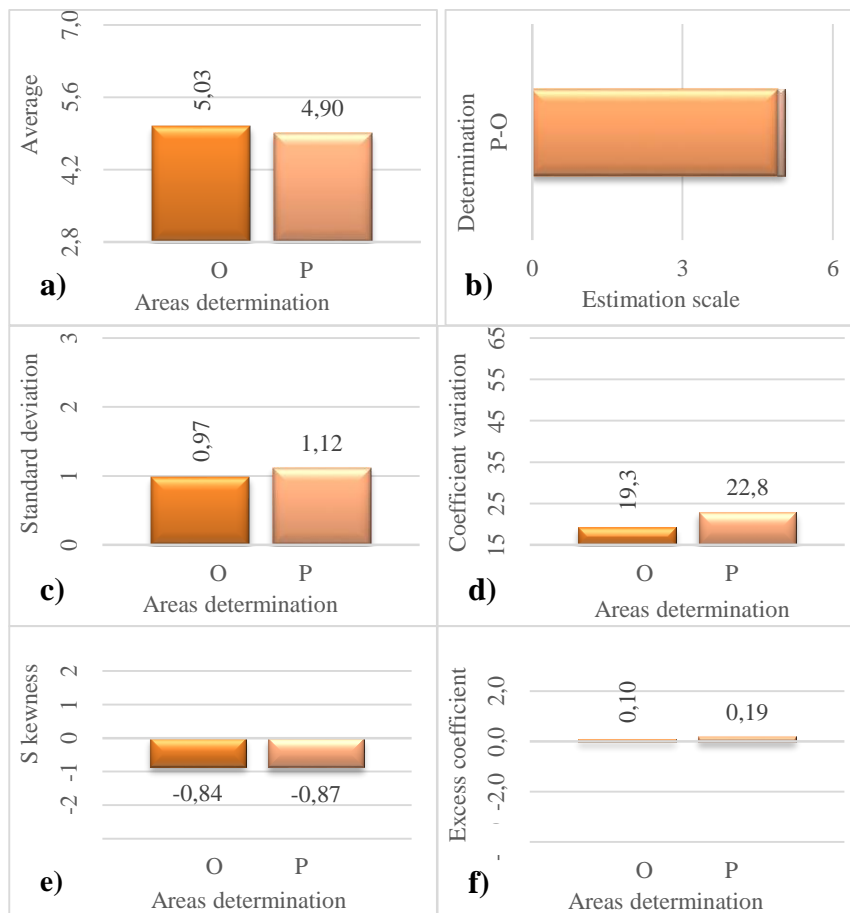 Average
7,0
5,6
4,2
2,8
5,03
4,90
O P
a)
Areas determination
Determination
P-O
0 3 6
b)
Estimation scale
Standard deviation
3
2
1
0
0,97
1,12
O P
c)
Areas determination
Coefficient variation
65
55
45
35
25
15
19,3
22,8
O P
d)
Areas determination
S kewness
2
1
0
-1
-2
-0,84
-0,87
O P
e)
Areas determination
Excess coefficient
2,0
0,0
-2,0
-
0,10
0,19
O P
f)
Areas determination